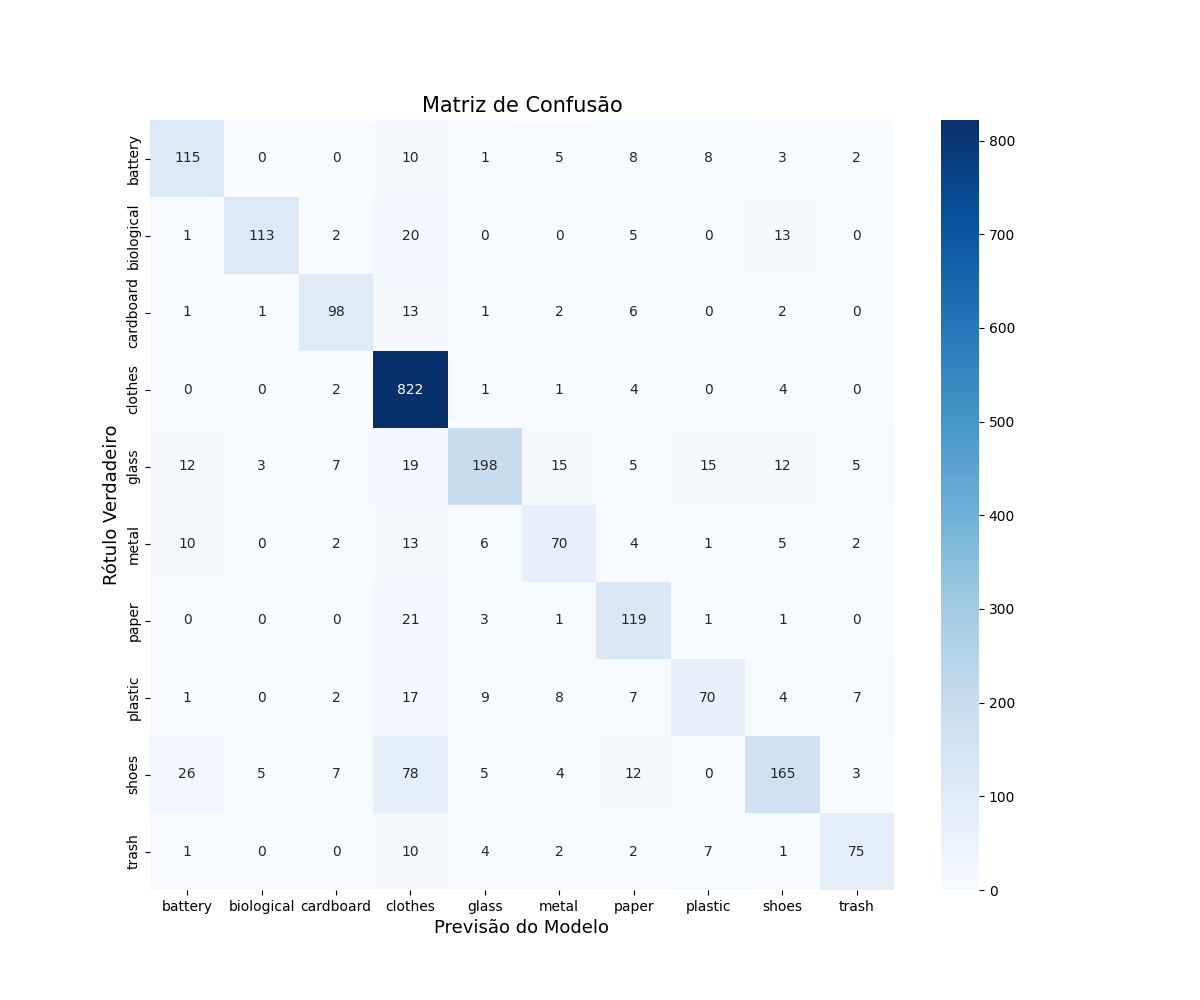 Matriz de Confusão
Rótulo Verdadeiro
battery 115 0 0 10 1 5 8 8 3 2
biological 1 113 2 20 0 0 5 0 13 0
cardboard 1 1 98 13 1 2 6 0 2 0
clothes 0 0 2 822 1 1 4 0 4 0
glass 12 3 7 19 198 15 5 15 12 5
metal 10 0 2 13 6 70 4 1 5 2
paper 0 0 0 21 3 1 119 1 1 0
plastic 1 0 2 17 9 8 7 70 4 7
shoes 26 5 7 78 5 4 12 0 165 3
trash 1 0 0 10 4 2 2 7 1 75
battery biological cardboard clothes glass metal paper plastic shoes trash
Previsão do Modelo
800
700
600
500
400
300
200
100
0